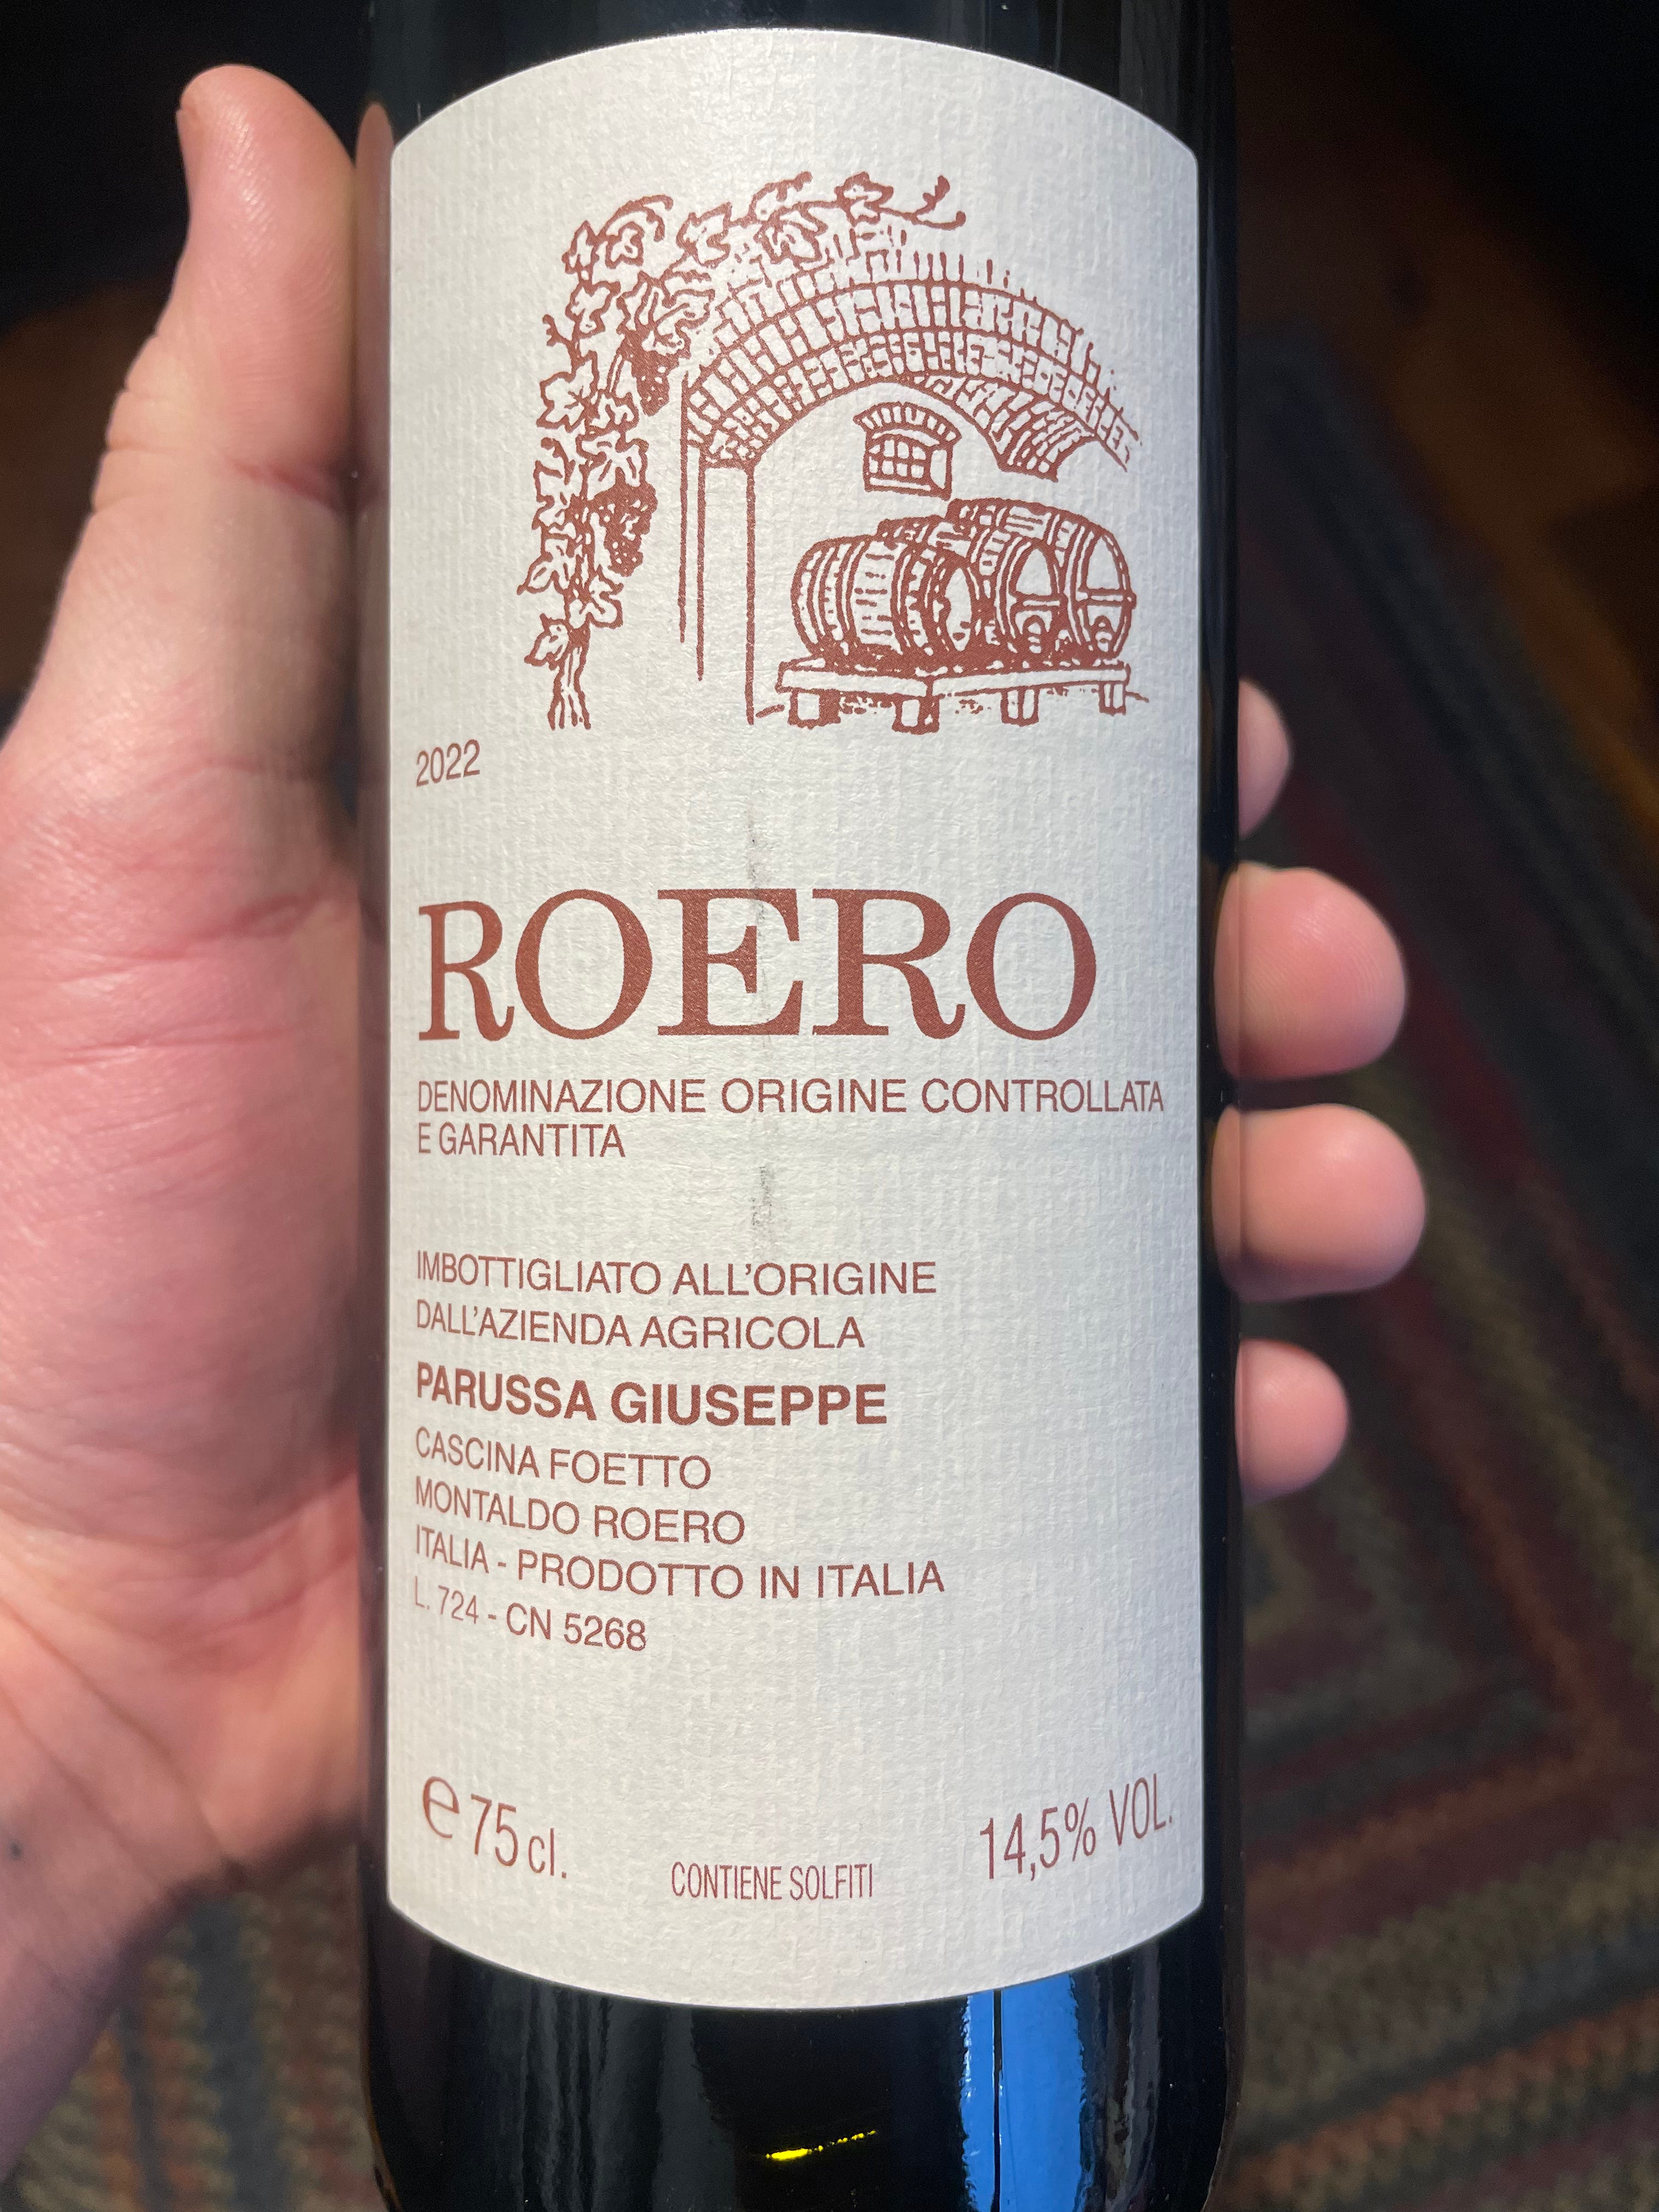 2022
ROERO
DENOMINAZIONE ORIGINE CONTROLLATA
E GARANTITA
IMBOTTIGLIATO ALL'ORIGINE
DALL'AZIENDA AGRICOLA
PARUSSA GIUSEPPE
CASCINA FOETTO
MONTALDO ROERO
ITALIA - PRODOTTO IN ITALIA
L. 724 - CN 5268
℮ 75 cl.
CONTIENE SOLFITI
14,5% VOL.